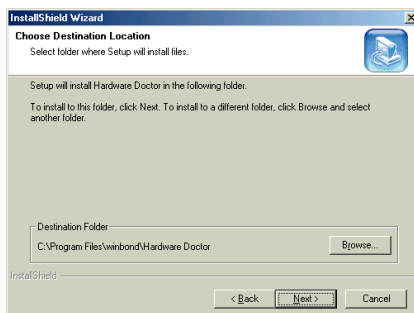 InstallShield Wizard
Choose Destination Location
Select folder where Setup will install files.
Setup will install Hardware Doctor in the following folder.
To install to this folder, click Next. To install to a different folder, click Browse and select
another folder.
Destination Folder
C:\Program Files\winbond\Hardware Doctor
Browse...
InstallShield
< Back
Next >
Cancel